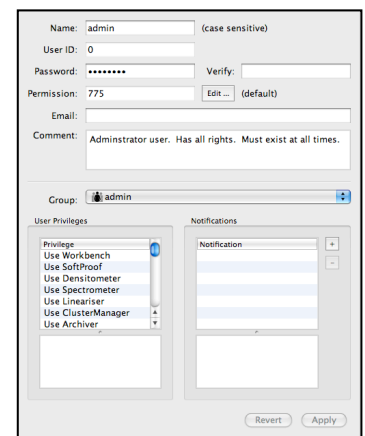 Name: admin (case sensitive)
User ID: 0
Password: •••••••• Verify:
Permission: 775 Edit ... (default)
Email:
Comment: Adminstrator user. Has all rights. Must exist at all times.
Group: admin
User Privileges Notifications
Privilege Notification + -
Use Workbench
Use SoftProof
Use Densitometer
Use Spectrometer
Use Lineariser
Use ClusterManager
Use Archiver
Revert Apply